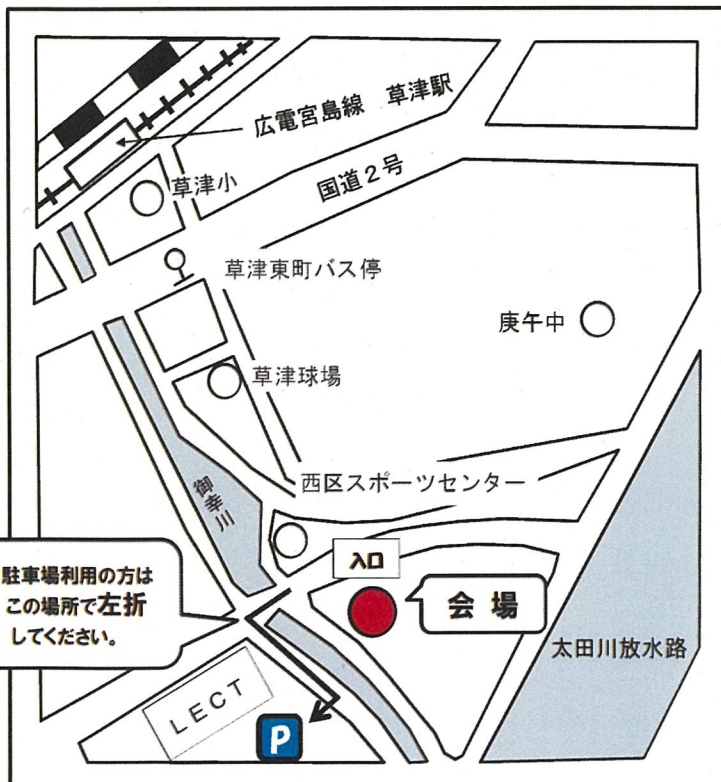 広電宮島線 草津駅
草津小
国道2号
草津東町バス停
庚午中
草津球場
西区スポーツセンター
御幸川
入口
駐車場利用の方は
この場所で左折
してください。
会場
太田川放水路
LECT
P